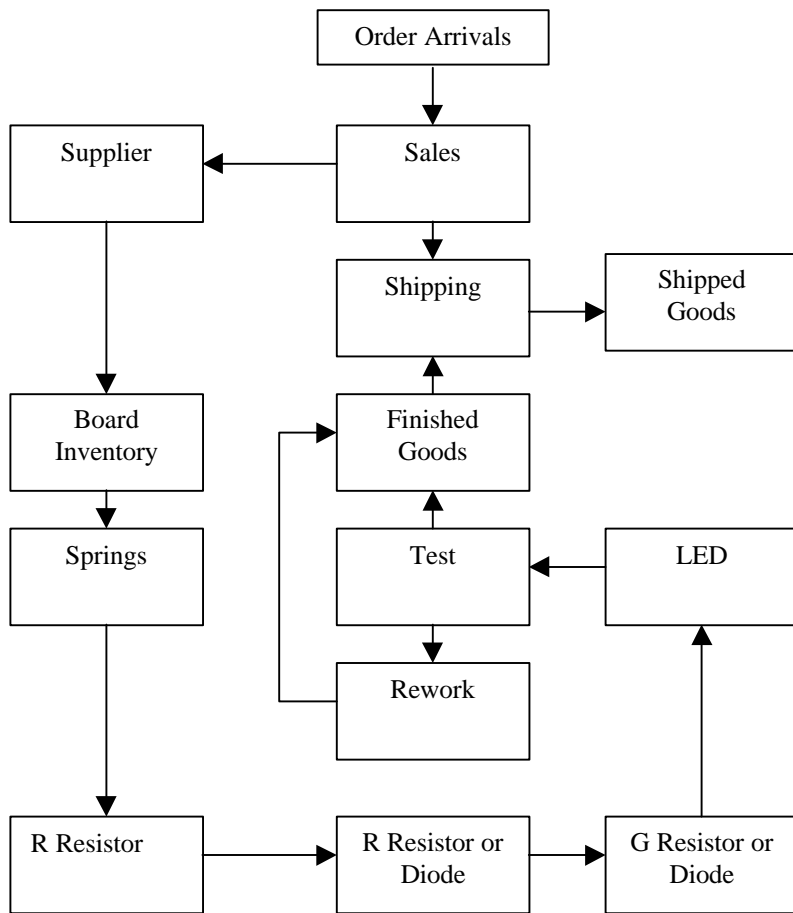 Order Arrivals
Supplier
Sales
Shipping
Shipped
Goods
Board
Inventory
Finished
Goods
Springs
Test
LED
Rework
R Resistor
R Resistor or
Diode
G Resistor or
Diode